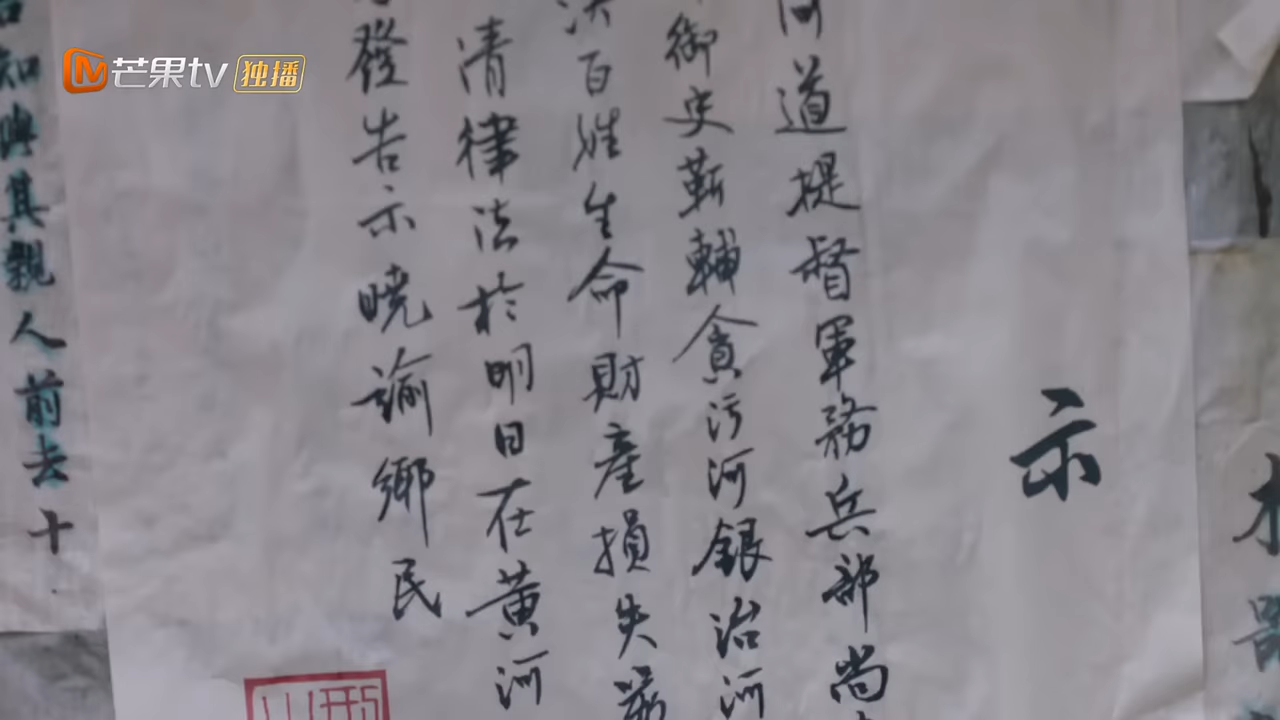 芒果tv 独播
示
河道提督軍務兵部尚
御史靳輔貪污河銀治河
百姓生命財產損失
清律法於明日在黃河
發告示曉諭鄉民
知與其親人前去十